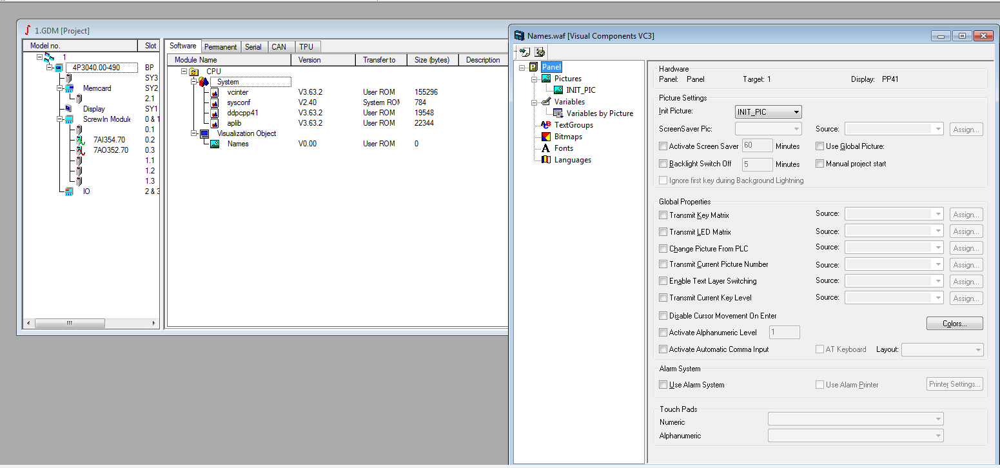 1.GDM [Project]
Model no. Slot
1
4P3040.00-490 BP
SY3
Memcard SY2
2.1
Display SY1
ScrewIn Module 0 & 1
0.1
7AI354.70 0.2
7AO352.70 0.3
1.1
1.2
1.3
IO 2 & 3
Software Permanent Serial CAN TPU
Module Name Version Transfer to Size (bytes) Description
CPU
System
vcinter V3.63.2 User ROM 155296
sysconf V2.40 System ROM 784
ddpcpp41 V3.63.2 User ROM 19548
aplib V3.63.2 User ROM 22344
Visualization Object
Names V0.00 User ROM 0
Names.waf [Visual Components VC3]
Panel
Pictures
INIT_PIC
Variables
Variables by Picture
TextGroups
Bitmaps
Fonts
Languages
Hardware
Panel: Panel Target: 1 Display: PP41
Picture Settings
Init Picture: INIT_PIC
ScreenSaver Pic: Source: Assign...
Activate Screen Saver 60 Minutes Use Global Picture:
Backlight Switch Off 5 Minutes Manual project start
Ignore first key during Background Lightning
Global Properties
Transmit Key Matrix Source: Assign...
Transmit LED Matrix Source: Assign...
Change Picture From PLC Source: Assign...
Transmit Current Picture Number Source: Assign...
Enable Text Layer Switching Source: Assign...
Transmit Current Key Level Source: Assign...
Disable Cursor Movement On Enter
Colors...
Activate Alphanumeric Level 1
Activate Automatic Comma Input AT Keyboard Layout:
Alarm System
Use Alarm System Use Alarm Printer Printer Settings...
Touch Pads
Numeric
Alphanumeric